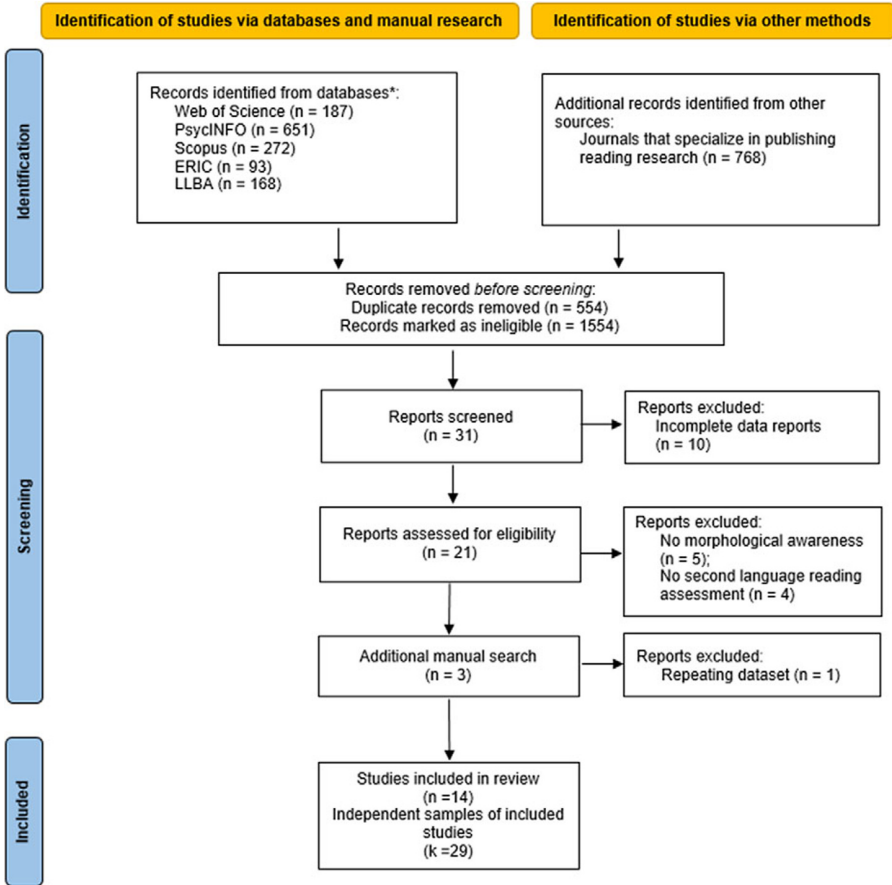 Identification of studies via databases and manual research
Identification of studies via other methods
Identification
Records identified from databases*:
Web of Science (n = 187)
PsycINFO (n = 651)
Scopus (n = 272)
ERIC (n = 93)
LLBA (n = 168)
Additional records identified from other
sources:
Journals that specialize in publishing
reading research (n = 768)
Records removed before screening:
Duplicate records removed (n = 554)
Records marked as ineligible (n = 1554)
Screening
Reports screened
(n = 31)
Reports excluded:
Incomplete data reports
(n = 10)
Reports assessed for eligibility
(n = 21)
Reports excluded:
No morphological awareness
(n = 5);
No second language reading
assessment (n = 4)
Additional manual search
(n = 3)
Reports excluded:
Repeating dataset (n = 1)
Included
Studies included in review
(n =14)
Independent samples of included
studies
(k =29)